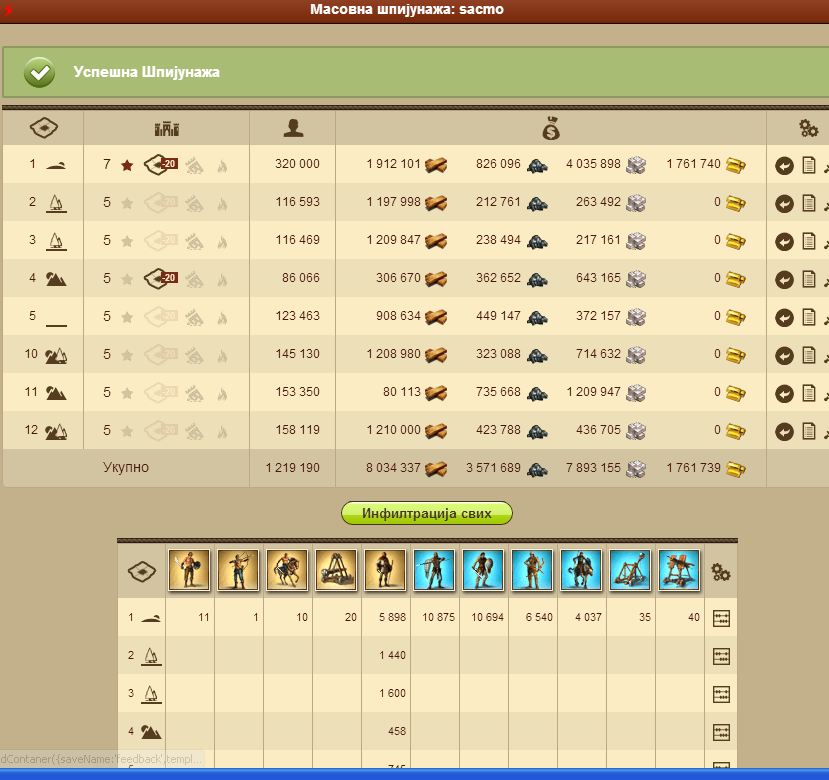 Масовна шпијунажа: sacmo
Успешна Шпијунажа
1 7 -20 320 000 1 912 101 826 096 4 035 898 1 761 740
2 5 116 593 1 197 998 212 761 263 492 0
3 5 116 469 1 209 847 238 494 217 161 0
4 5 -20 86 066 306 670 362 652 643 165 0
5 5 123 463 908 634 449 147 372 157 0
10 5 145 130 1 208 980 323 088 714 632 0
11 5 153 350 80 113 735 668 1 209 947 0
12 5 158 119 1 210 000 423 788 436 705 0
Укупно 1 219 190 8 034 337 3 571 689 7 893 155 1 761 739
Инфилтрација свих
1 11 1 10 20 5 898 10 875 10 694 6 540 4 037 35 40
2 1 440
3 1 600
4 458
dContaner({saveName:'feedback',templ...